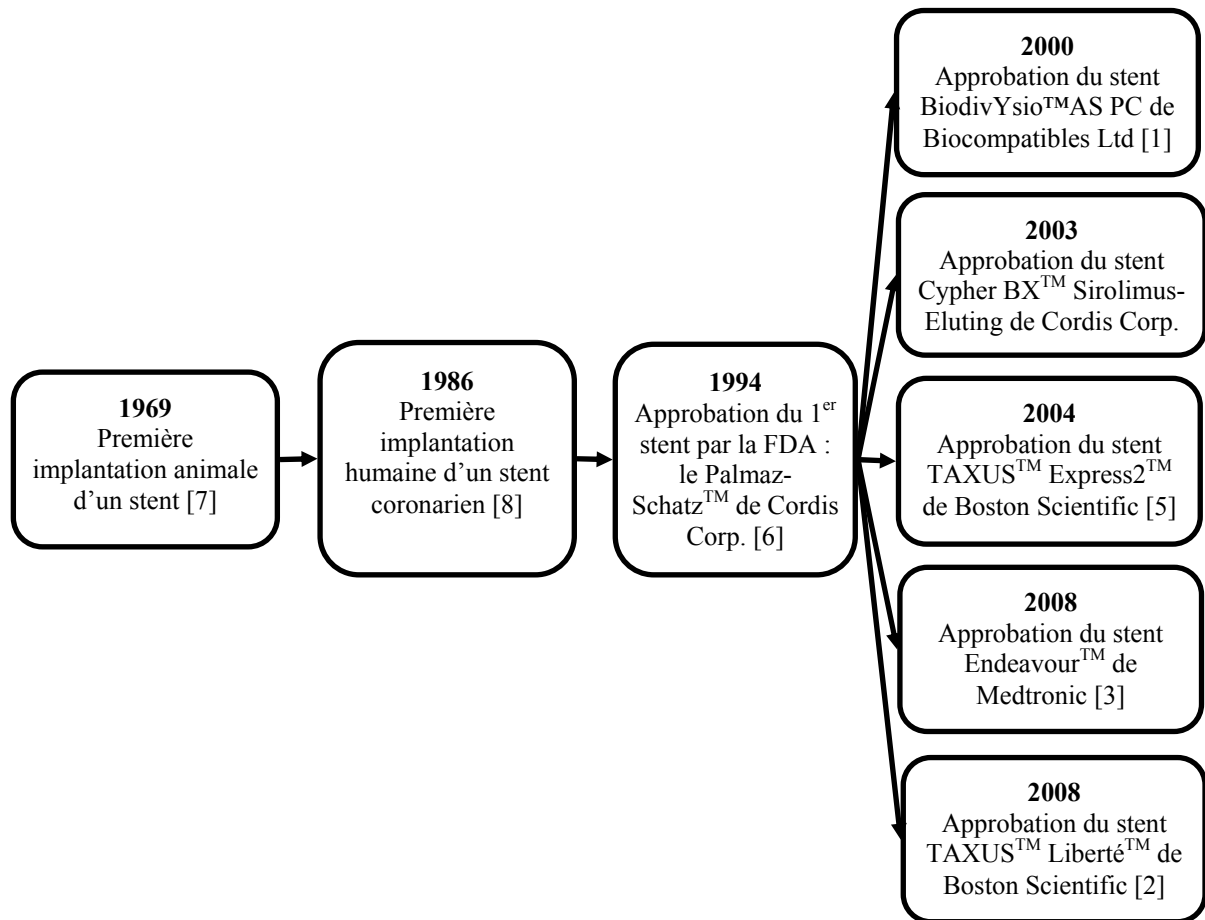 1969
Première
implantation animale
d’un stent [7]
1986
Première
implantation
humaine d’un stent
coronarien [8]
1994
Approbation du 1er
stent par la FDA :
le Palmaz-
Schatz™ de Cordis
Corp. [6]
2000
Approbation du stent
BiodivYsio™AS PC de
Biocompatibles Ltd [1]
2003
Approbation du stent
Cypher BX™ Sirolimus-
Eluting de Cordis Corp.
2004
Approbation du stent
TAXUS™ Express2™
de Boston Scientific [5]
2008
Approbation du stent
Endeavour™ de
Medtronic [3]
2008
Approbation du stent
TAXUS™ Liberté™ de
Boston Scientific [2]